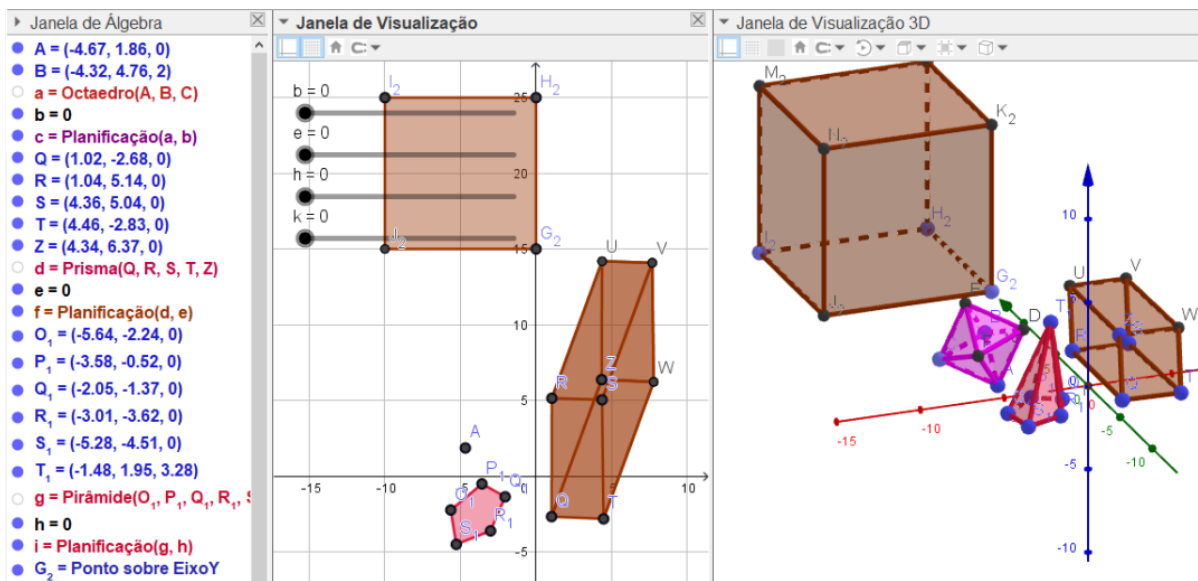 Janela de Álgebra
A = (-4.67, 1.86, 0)
B = (-4.32, 4.76, 2)
a = Octaedro(A, B, C)
b = 0
c = Planificação(a, b)
Q = (1.02, -2.68, 0)
R = (1.04, 5.14, 0)
S = (4.36, 5.04, 0)
T = (4.46, -2.83, 0)
Z = (4.34, 6.37, 0)
d = Prisma(Q, R, S, T, Z)
e = 0
f = Planificação(d, e)
O₁ = (-5.64, -2.24, 0)
P₁ = (-3.58, -0.52, 0)
Q₁ = (-2.05, -1.37, 0)
R₁ = (-3.01, -3.62, 0)
S₁ = (-5.28, -4.51, 0)
T₁ = (-1.48, 1.95, 3.28)
g = Pirâmide(O₁, P₁, Q₁, R₁, S
h = 0
i = Planificação(g, h)
G₂ = Ponto sobre EixoY
Janela de Visualização
I₂
H₂
b = 0
25
e = 0
20
h = 0
k = 0
J₂
15
G₂
U
V
10
Z
W
R
S
5
A
-15
-10
5
10
P₁
Q₁
Q
T
R₁
S₁
-5
Janela de Visualização 3D
M₂
K₂
N₂
10
H₂
I₂
G₂
U
V
J₂
T
D
W
R
A
Q
T
S₁
R₁
0
-15
-10
-5
-5
-10
-10